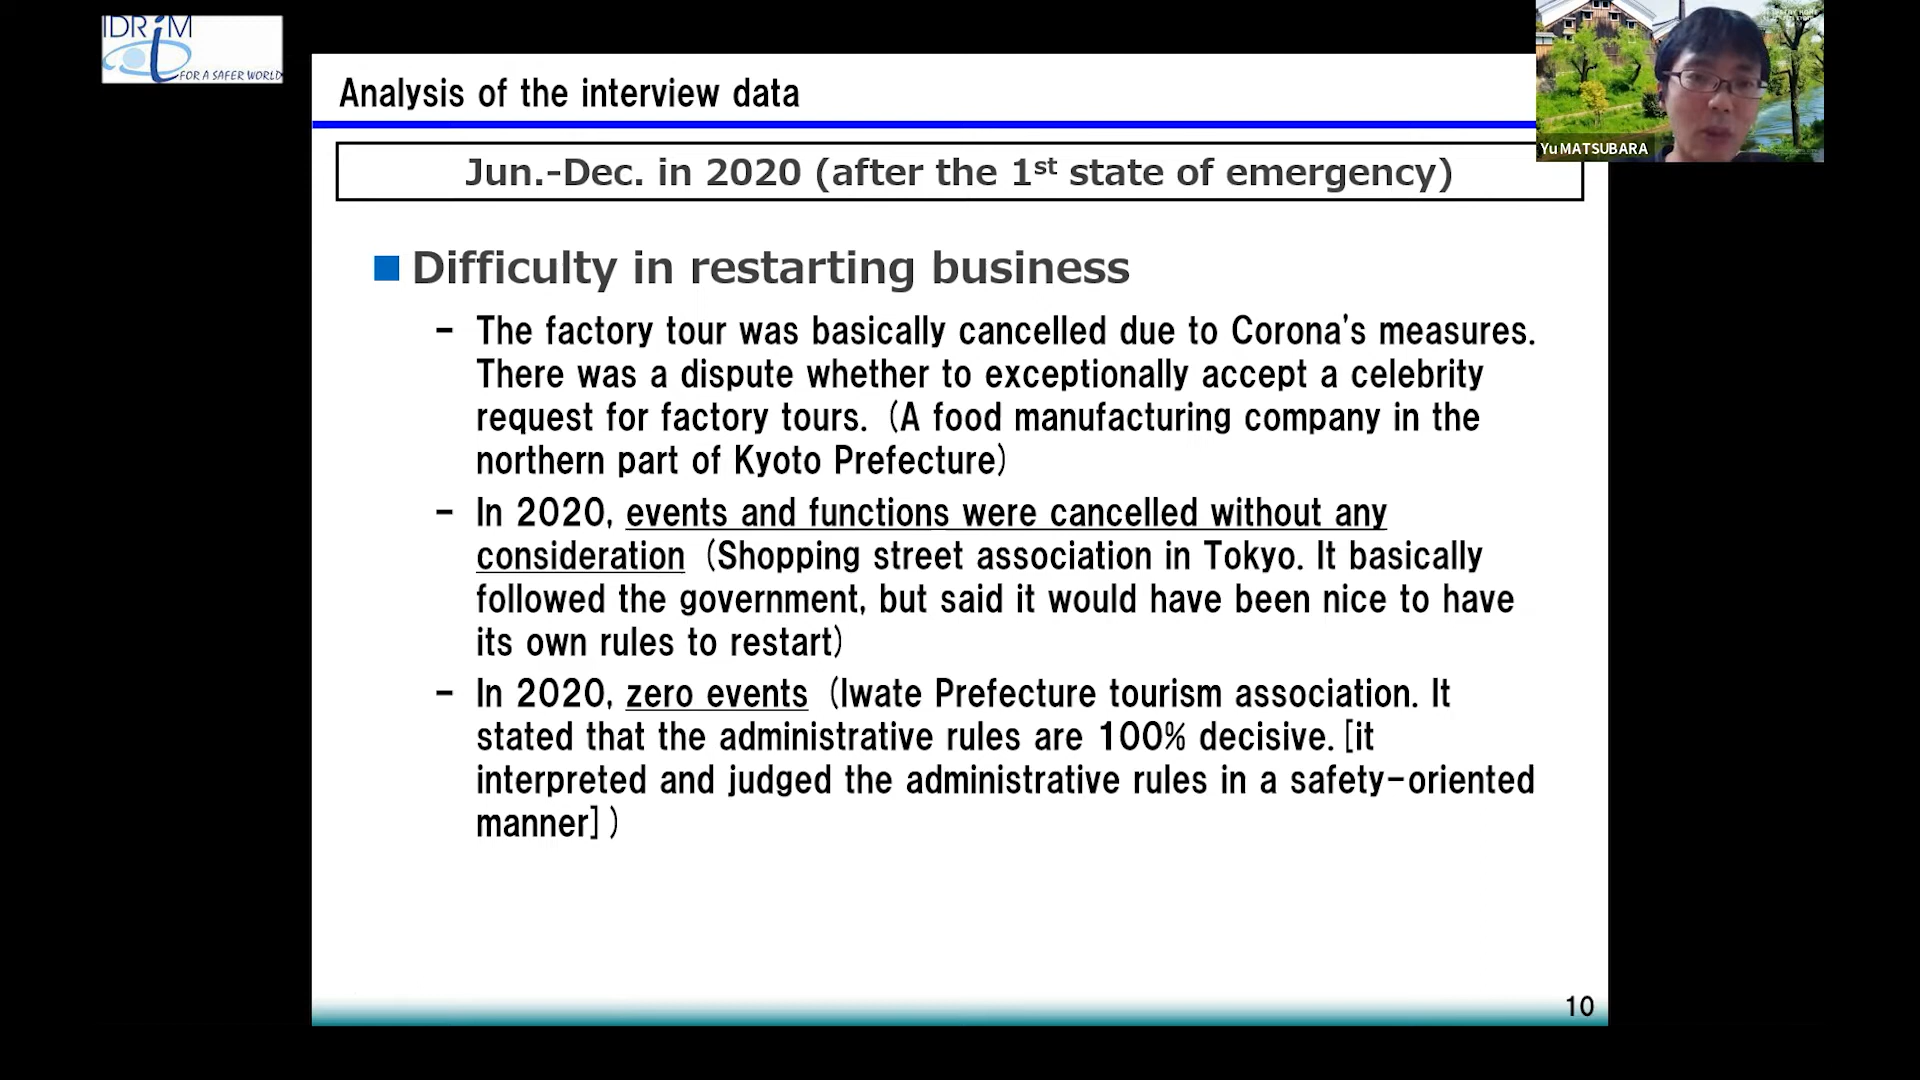 IDRiM
FOR A SAFER WORLD
Analysis of the interview data
Yu MATSUBARA
Jun.-Dec. in 2020 (after the 1st state of emergency)
Difficulty in restarting business
– The factory tour was basically cancelled due to Corona's measures.
There was a dispute whether to exceptionally accept a celebrity
request for factory tours. (A food manufacturing company in the
northern part of Kyoto Prefecture)
– In 2020, events and functions were cancelled without any
consideration (Shopping street association in Tokyo. It basically
followed the government, but said it would have been nice to have
its own rules to restart)
– In 2020, zero events (Iwate Prefecture tourism association. It
stated that the administrative rules are 100% decisive. [it
interpreted and judged the administrative rules in a safety-oriented
manner] )
10